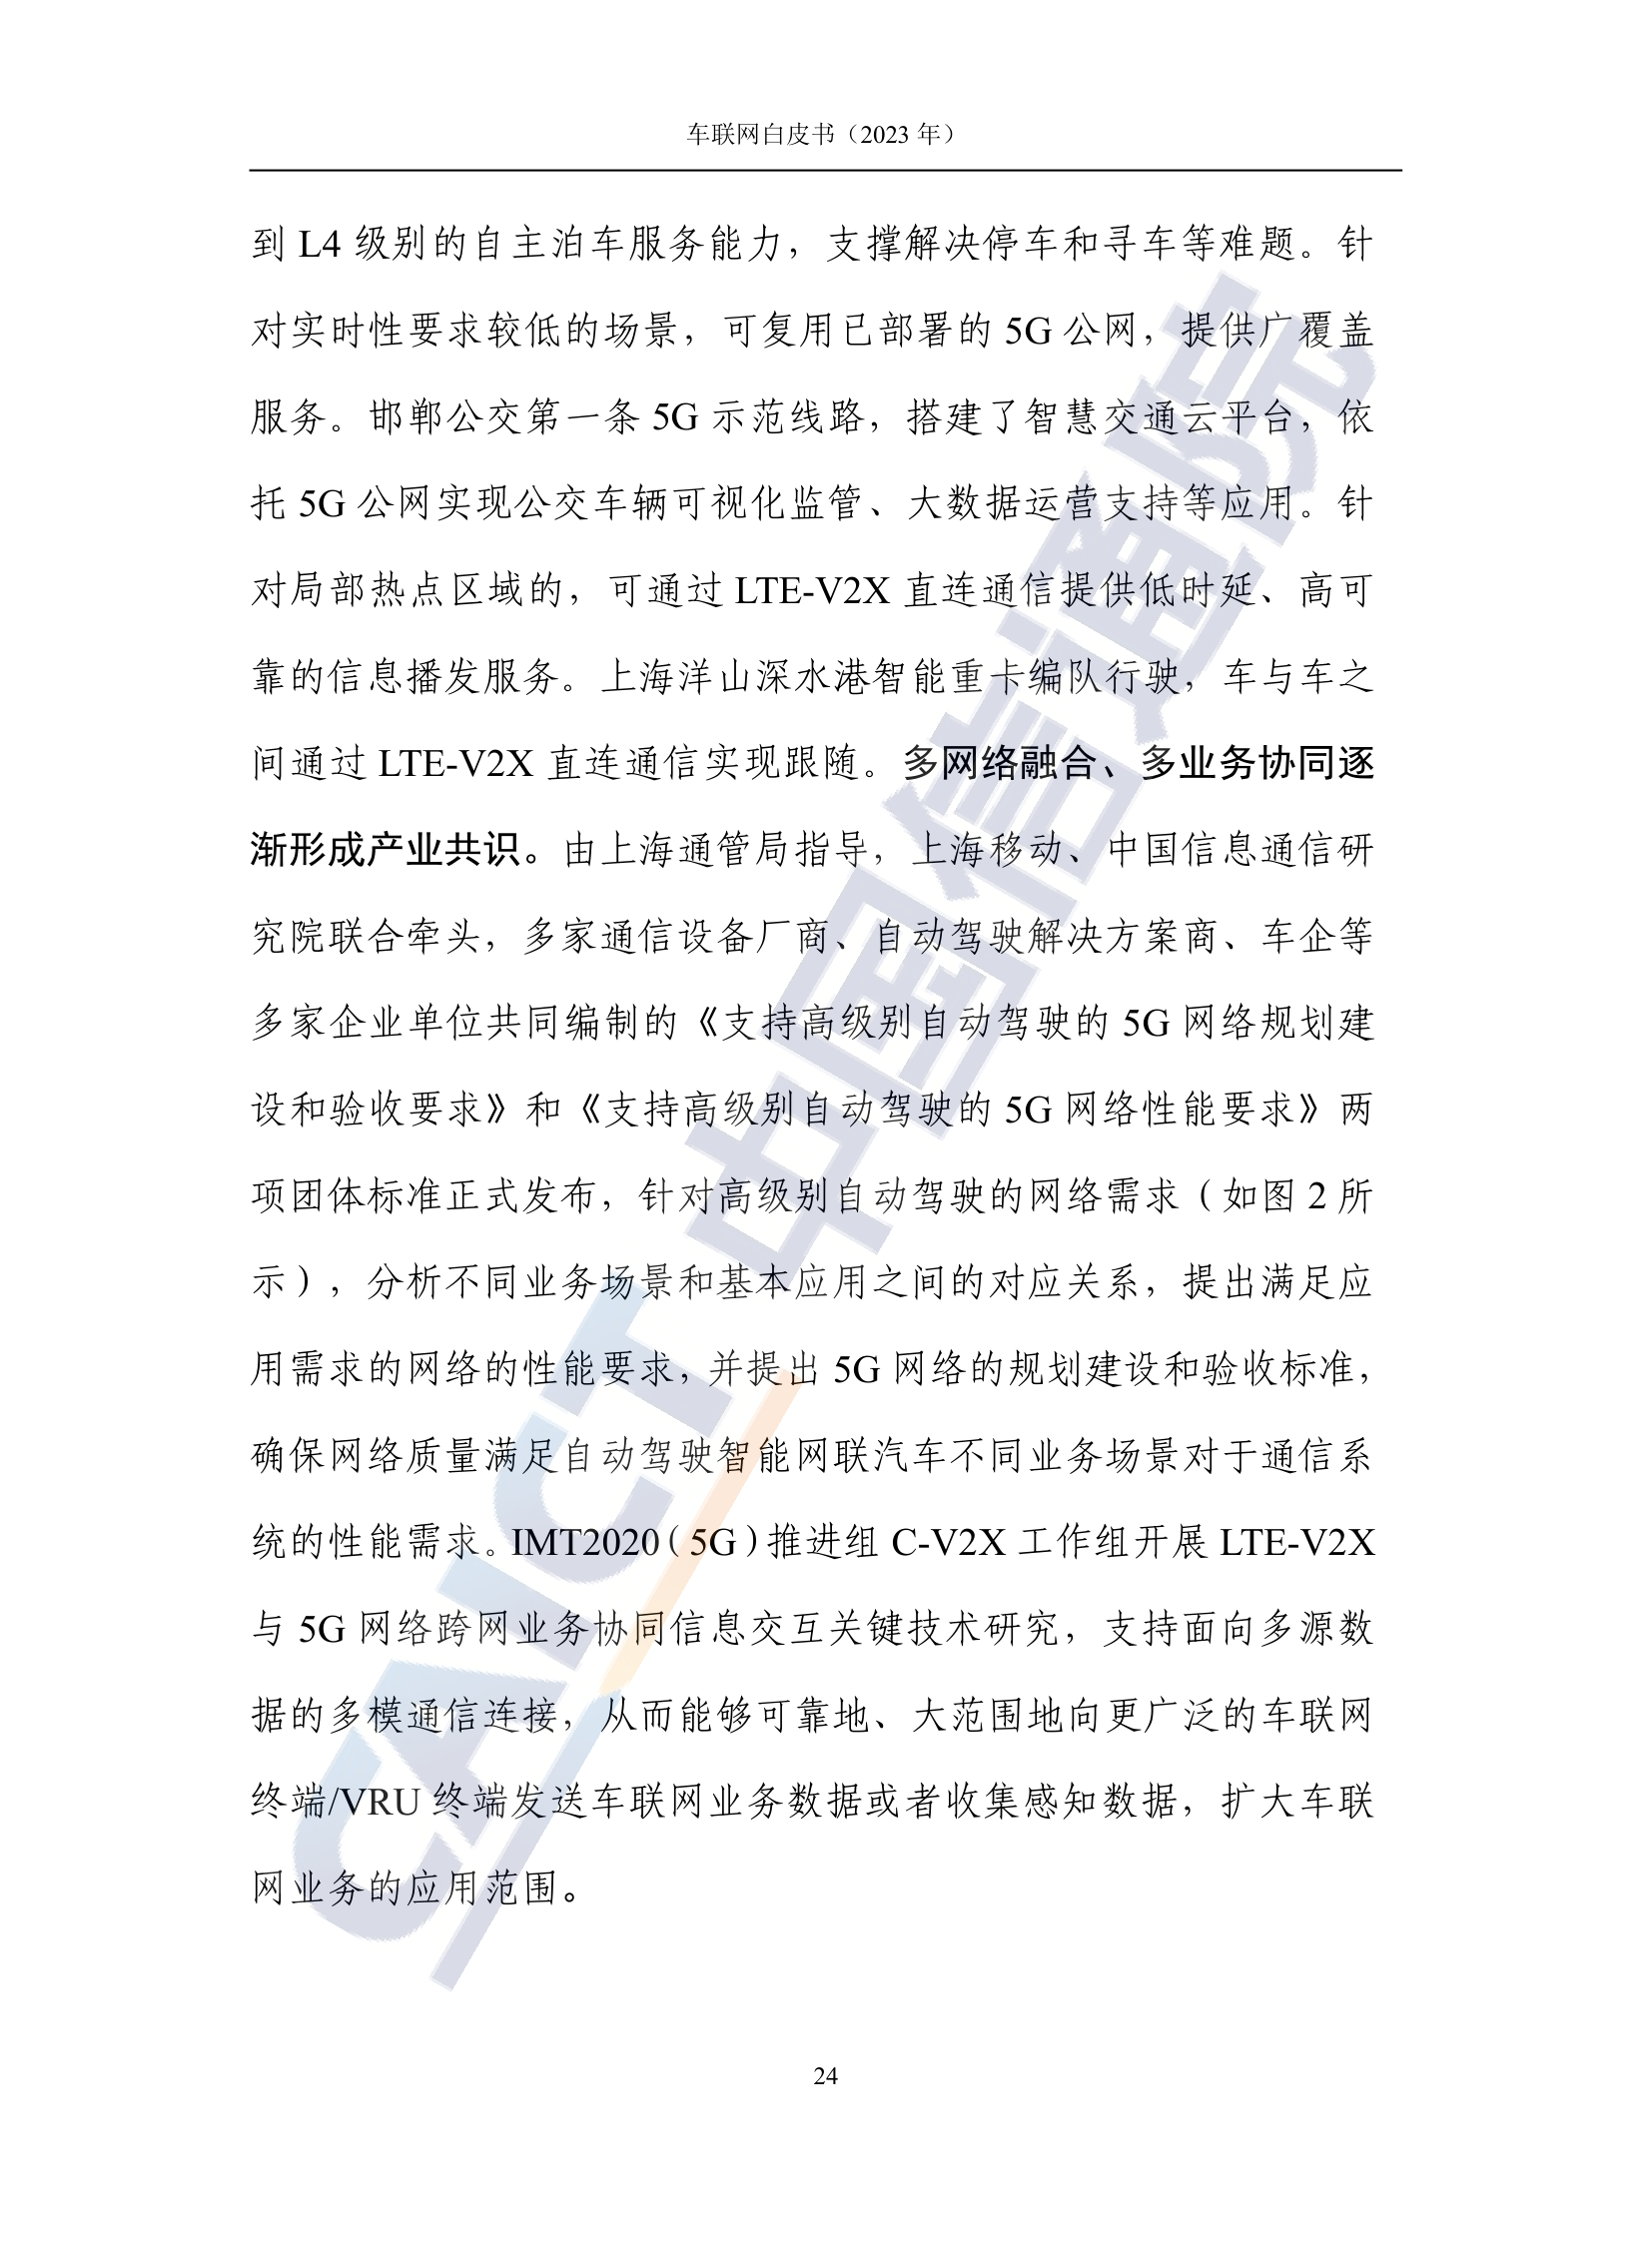 车联网白皮书（2023 年）
到 L4 级别的自主泊车服务能力，支撑解决停车和寻车等难题。针
对实时性要求较低的场景，可复用已部署的 5G 公网，提供广覆盖
服务。邯郸公交第一条 5G 示范线路，搭建了智慧交通云平台，依
托 5G 公网实现公交车辆可视化监管、大数据运营支持等应用。针
对局部热点区域的，可通过 LTE-V2X 直连通信提供低时延、高可
靠的信息播发服务。上海洋山深水港智能重卡编队行驶，车与车之
间通过 LTE-V2X 直连通信实现跟随。多网络融合、多业务协同逐
渐形成产业共识。由上海通管局指导，上海移动、中国信息通信研
究院联合牵头，多家通信设备厂商、自动驾驶解决方案商、车企等
多家企业单位共同编制的《支持高级别自动驾驶的 5G 网络规划建
设和验收要求》和《支持高级别自动驾驶的 5G 网络性能要求》两
项团体标准正式发布，针对高级别自动驾驶的网络需求（如图 2 所
示），分析不同业务场景和基本应用之间的对应关系，提出满足应
用需求的网络的性能要求，并提出 5G 网络的规划建设和验收标准，
确保网络质量满足自动驾驶智能网联汽车不同业务场景对于通信系
统的性能需求。IMT2020（5G）推进组 C-V2X 工作组开展 LTE-V2X
与 5G 网络跨网业务协同信息交互关键技术研究，支持面向多源数
据的多模通信连接，从而能够可靠地、大范围地向更广泛的车联网
终端/VRU 终端发送车联网业务数据或者收集感知数据，扩大车联
网业务的应用范围。
CAICT 中国信通院
24